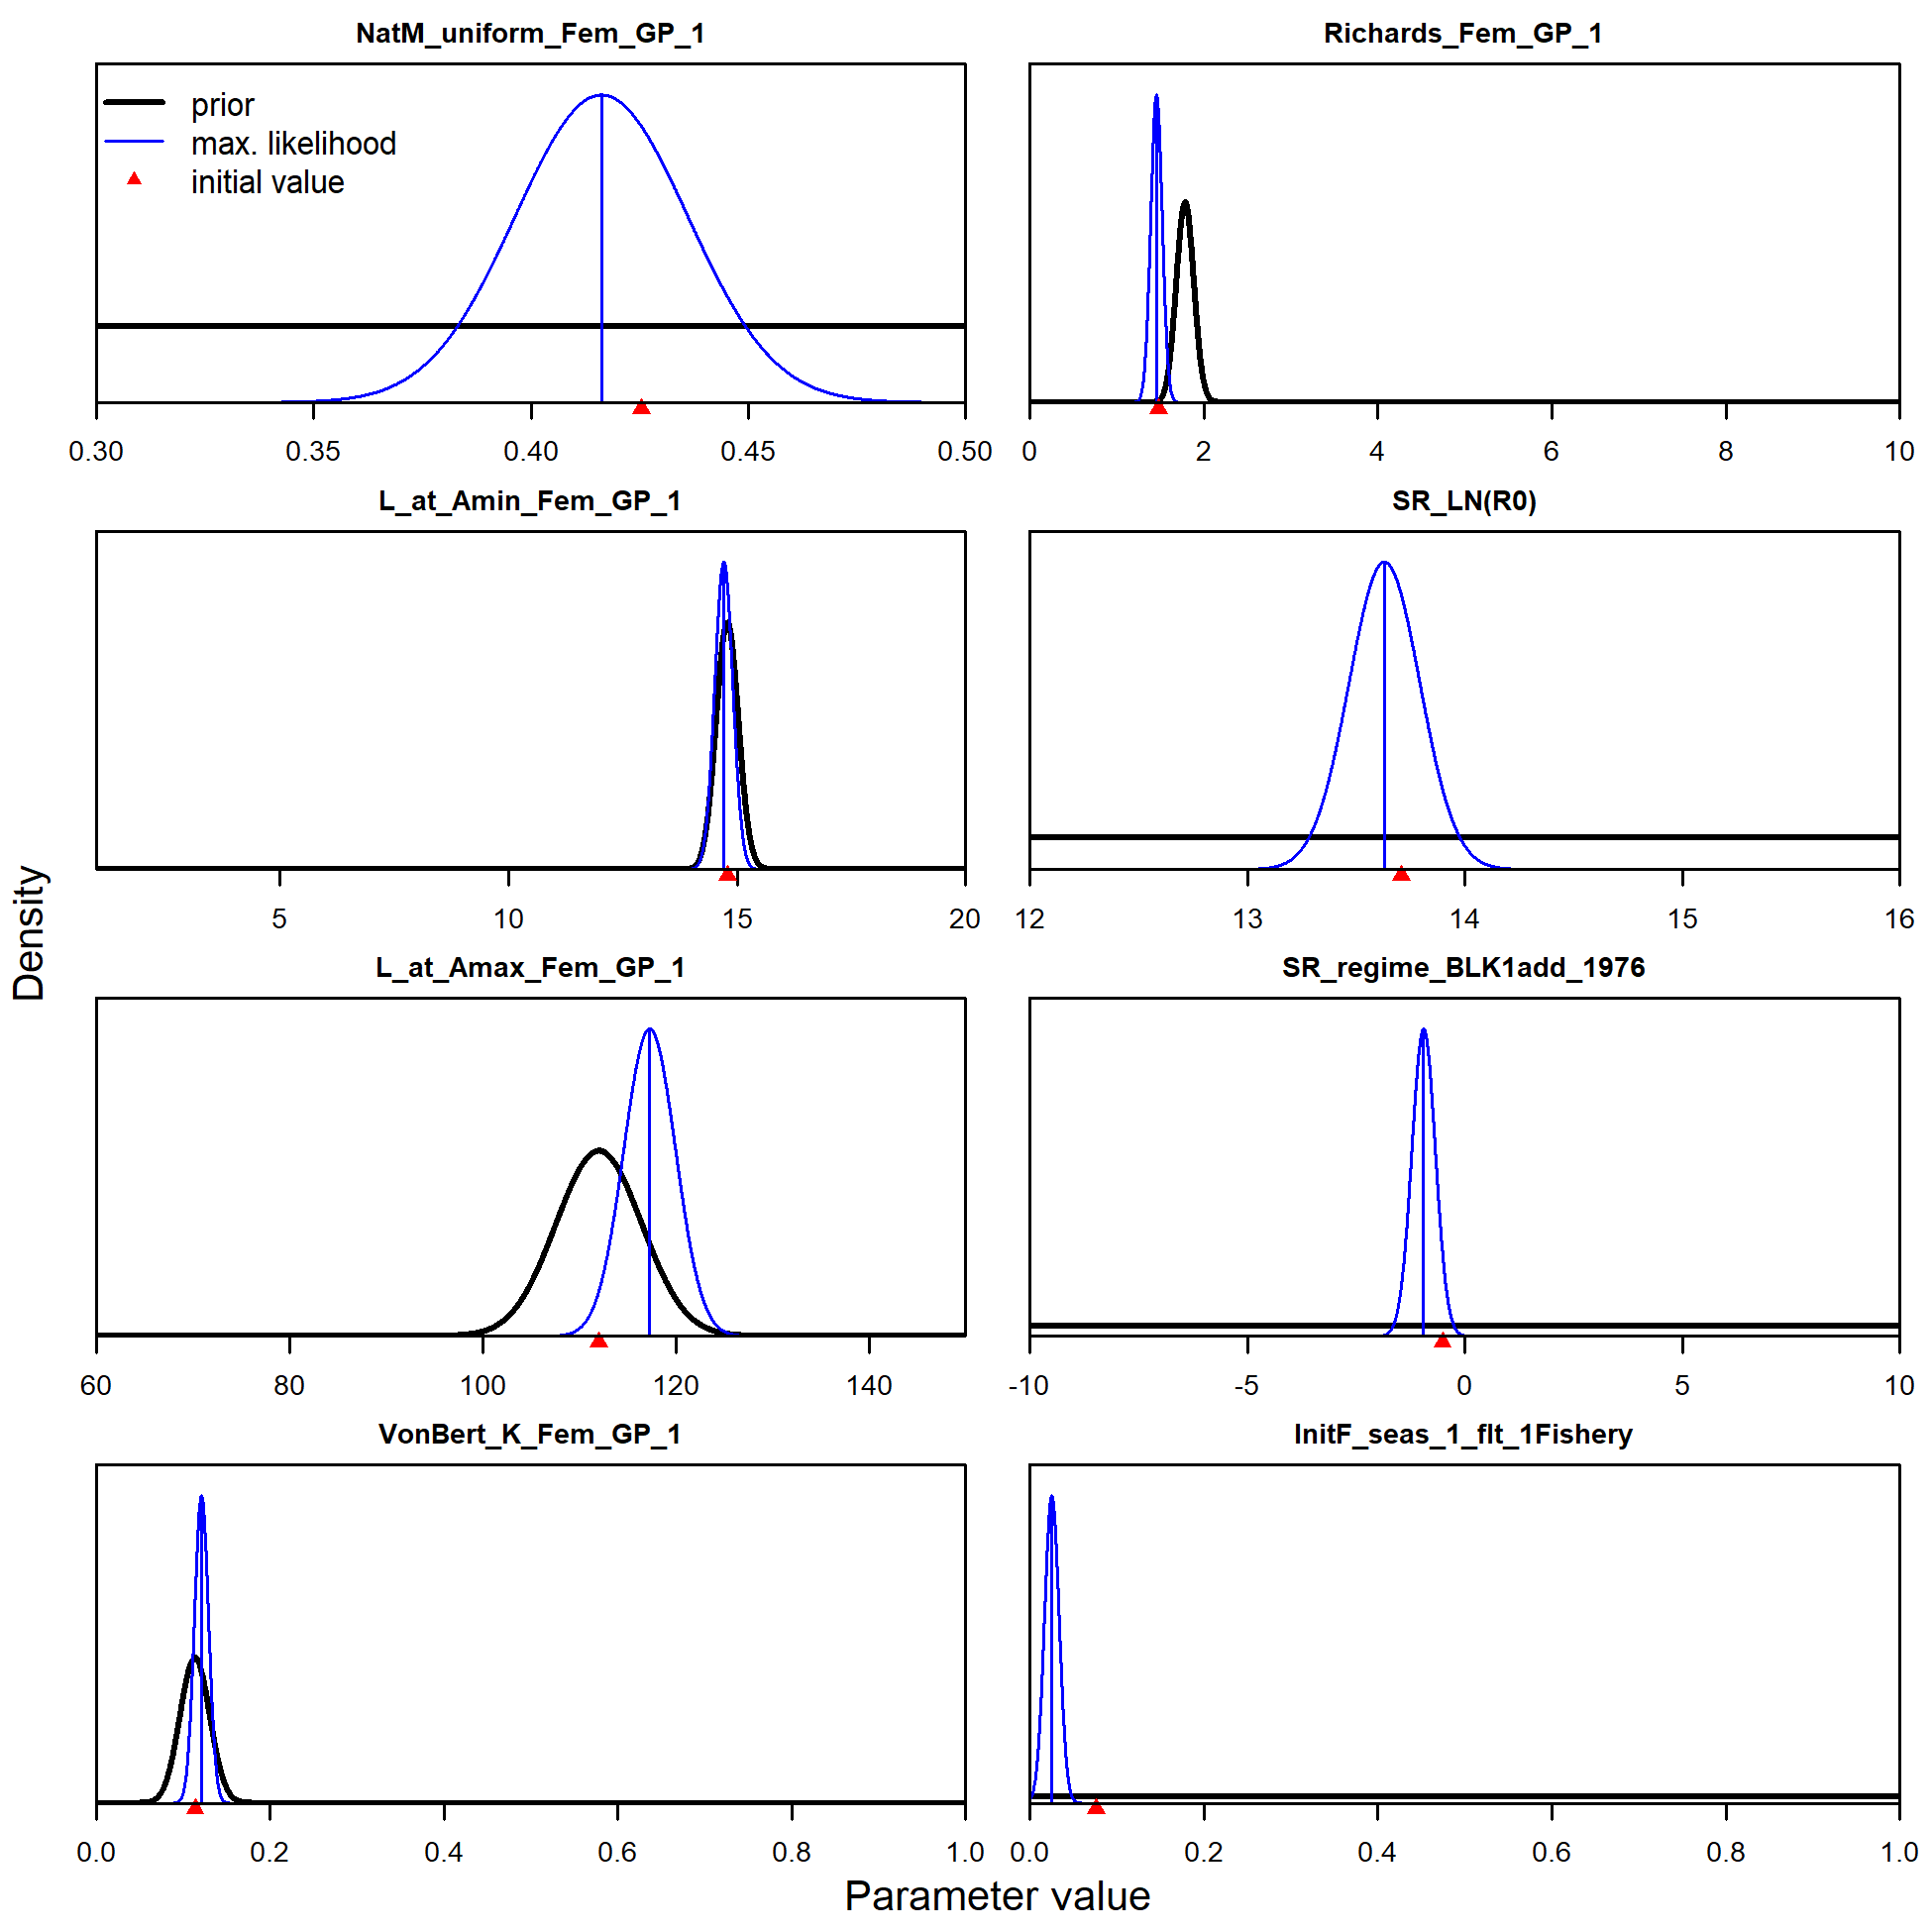 NatM_uniform_Fem_GP_1
prior
max. likelihood
initial value
0.30 0.35 0.40 0.45 0.50
Richards_Fem_GP_1
0 2 4 6 8 10
L_at_Amin_Fem_GP_1
5 10 15 20
SR_LN(R0)
12 13 14 15 16
L_at_Amax_Fem_GP_1
60 80 100 120 140
SR_regime_BLK1add_1976
-10 -5 0 5 10
VonBert_K_Fem_GP_1
0.0 0.2 0.4 0.6 0.8 1.0
InitF_seas_1_flt_1Fishery
0.0 0.2 0.4 0.6 0.8 1.0
Density
Parameter value